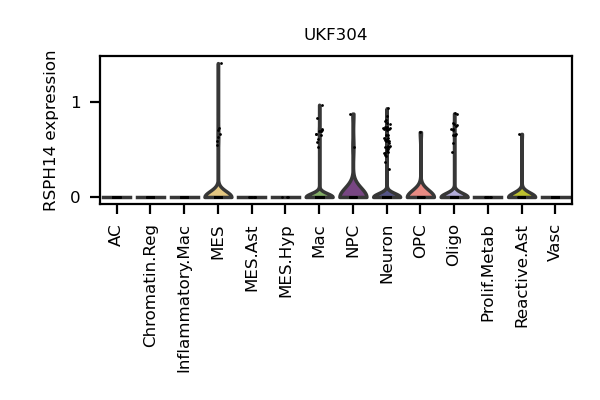 UKF304
RSPH14 expression
1
0
AC
Chromatin.Reg
Inflammatory.Mac
MES
MES.Ast
MES.Hyp
Mac
NPC
Neuron
OPC
Oligo
Prolif.Metab
Reactive.Ast
Vasc